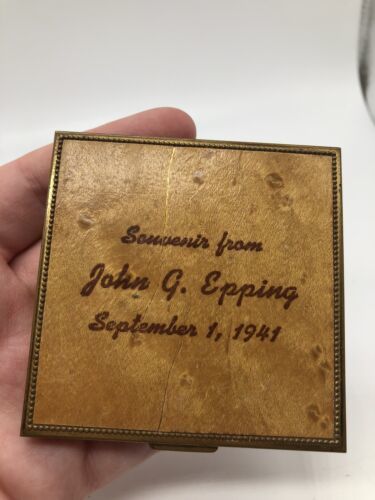 Souvenir from
John G. Epping
September 1, 1941